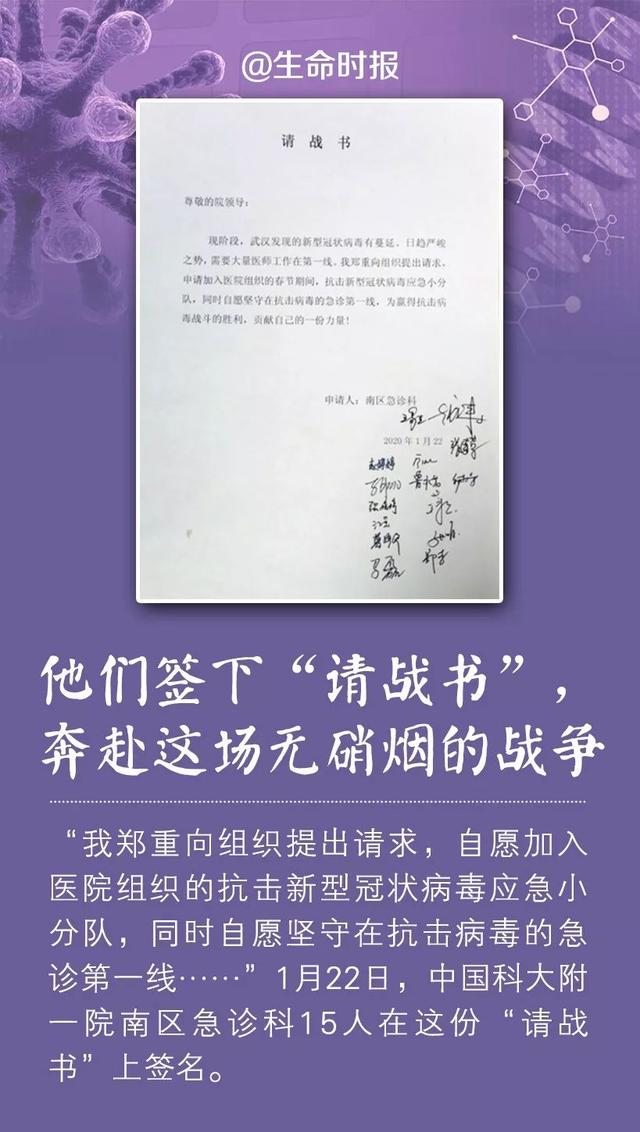 @生命时报
请战书
尊敬的院领导:
现阶段,武汉发现的新型冠状病毒有蔓延、日趋严峻
之势,需要大量医师工作在第一线。我郑重向组织提出请求,
申请加入医院组织的春节期间,抗击新型冠状病毒应急小
分队,同时自愿坚守在抗击病毒的急诊第一线,为赢得抗击病
毒战斗的胜利,贡献自己的一份力量!
申请人:南区急诊科
2020年1月22
他们签下“请战书”,
奔赴这场无硝烟的战争
“我郑重向组织提出请求,自愿加入
医院组织的抗击新型冠状病毒应急小
分队,同时自愿坚守在抗击病毒的急
诊第一线……”1月22日,中国科大附
一院南区急诊科15人在这份“请战
书”上签名。